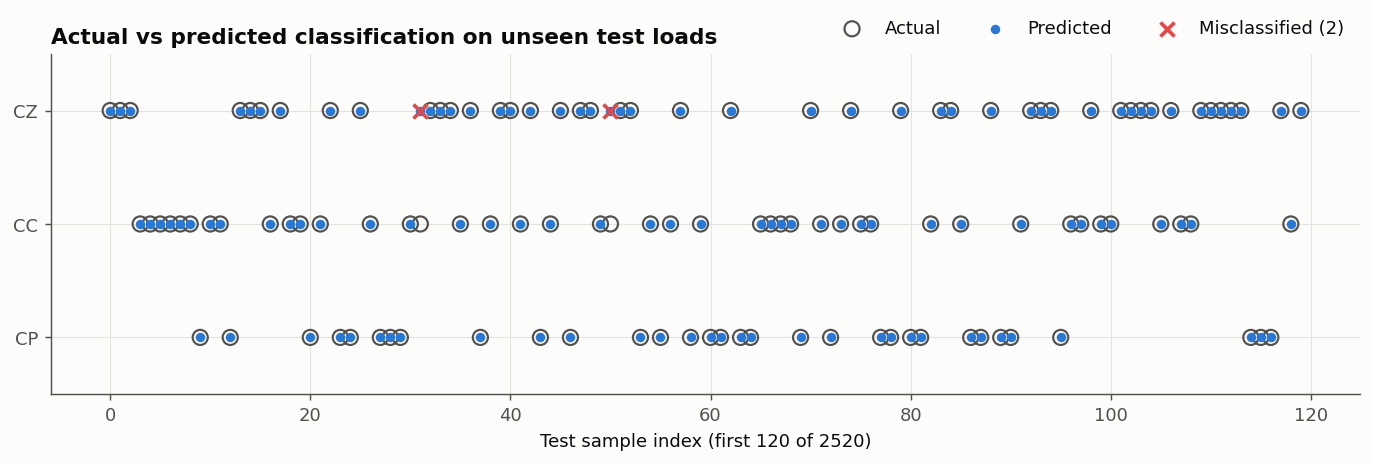 Actual vs predicted classification on unseen test loads
Actual
Predicted
Misclassified (2)
CZ
CC
CP
0
20
40
60
80
100
120
Test sample index (first 120 of 2520)